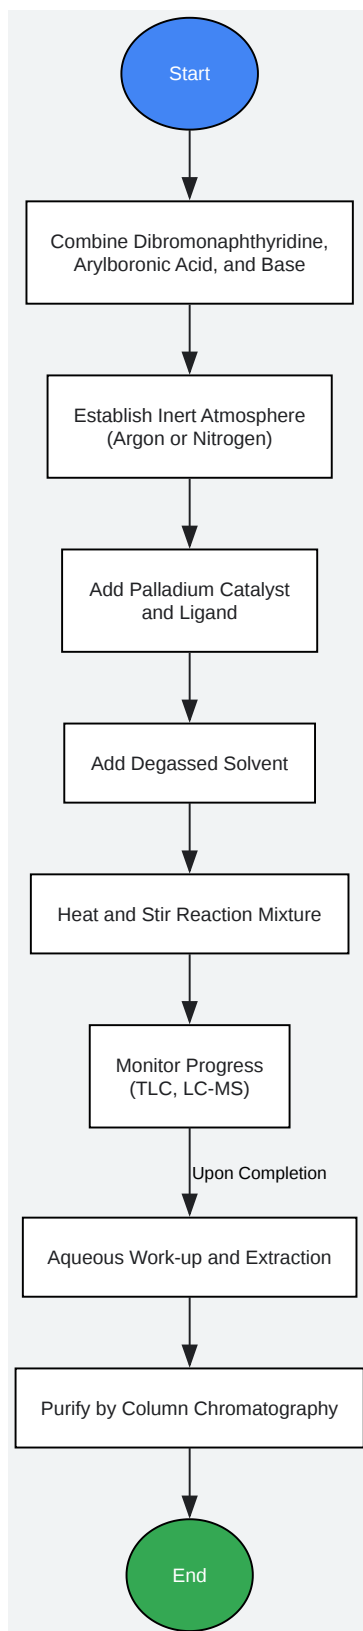 Start
Combine Dibromonaphthyridine,
Arylboronic Acid, and Base
Establish Inert Atmosphere
(Argon or Nitrogen)
Add Palladium Catalyst
and Ligand
Add Degassed Solvent
Heat and Stir Reaction Mixture
Monitor Progress
(TLC, LC-MS)
Upon Completion
Aqueous Work-up and Extraction
Purify by Column Chromatography
End